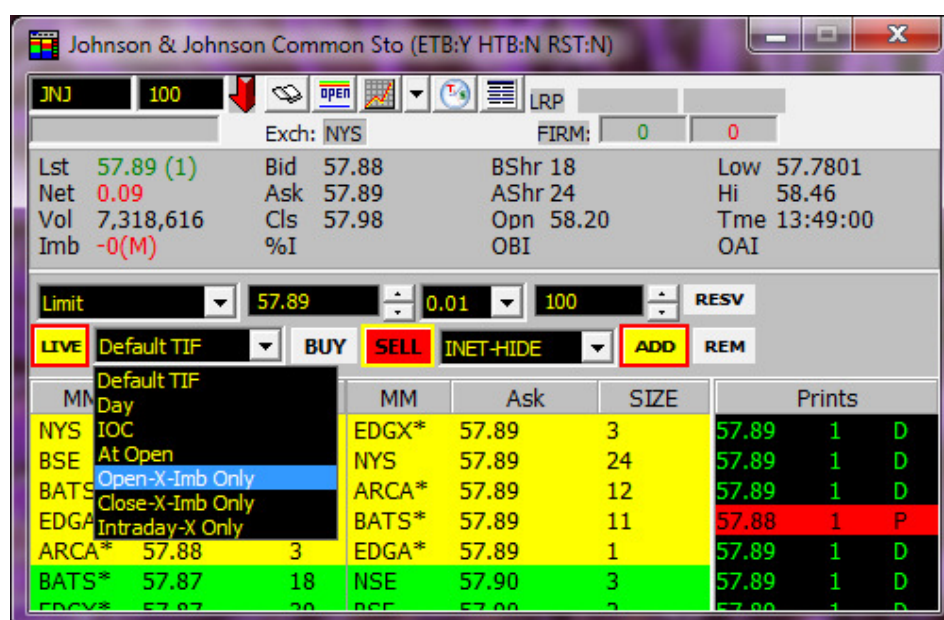 Johnson & Johnson Common Sto (ETB:Y HTB:N RST:N)
JNJ 100 OPEN LRP
Exch: NYS FIRM: 0 0
Lst 57.89 (1) Bid 57.88 BShr 18 Low 57.7801
Net 0.09 Ask 57.89 AShr 24 Hi 58.46
Vol 7,318,616 Cls 57.98 Opn 58.20 Tme 13:49:00
Imb -0(M) %I OBI OAI
Limit 57.89 0.01 100 RESV
LIVE Default TIF BUY SELL INET-HIDE ADD REM
Default TIF
Day
IOC
At Open
Open-X-Imb Only
Close-X-Imb Only
Intraday-X Only
MM Ask SIZE Prints
NYS EDGX* 57.89 3 57.89 1 D
BSE NYS 57.89 24 57.89 1 D
BATS ARCA* 57.89 12 57.89 1 D
EDGA BATS* 57.89 11 57.88 1 P
ARCA* 57.88 3 EDGA* 57.89 1 57.89 1 D
BATS* 57.87 18 NSE 57.90 3 57.89 1 D